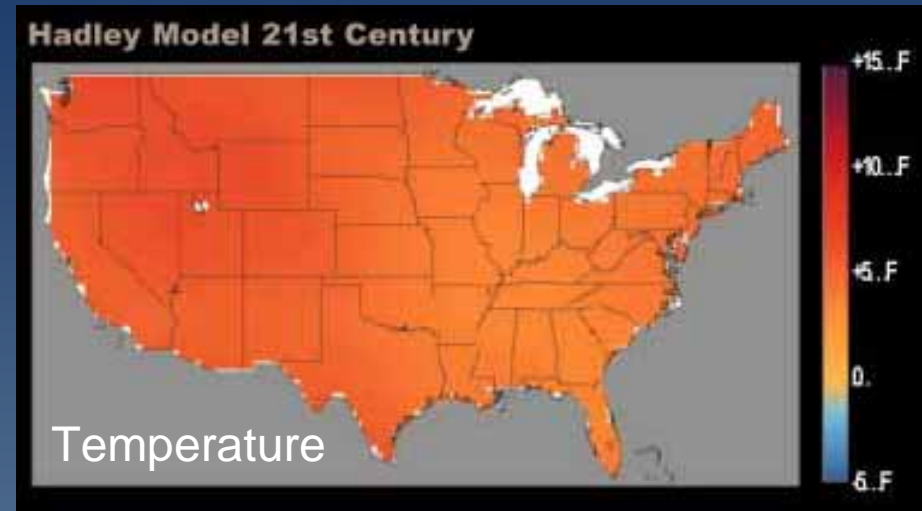 Hadley Model 21st Century
+15...F
+10...F
+5...F
0.
-5...F
Temperature